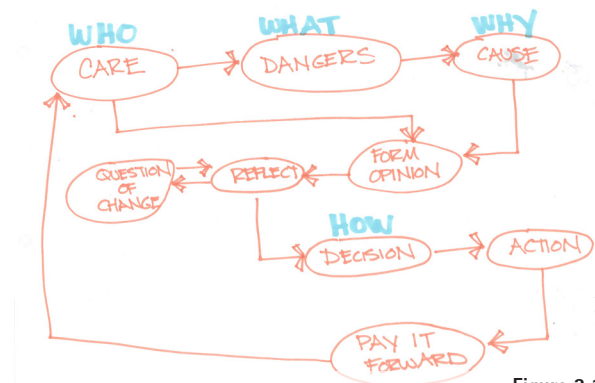 WHO
WHAT
WHY
CARE
DANGERS
CAUSE
FORM
OPINION
REFLECT
QUESTION
OF
CHANGE
HOW
DECISION
ACTION
PAY IT
FORWARD